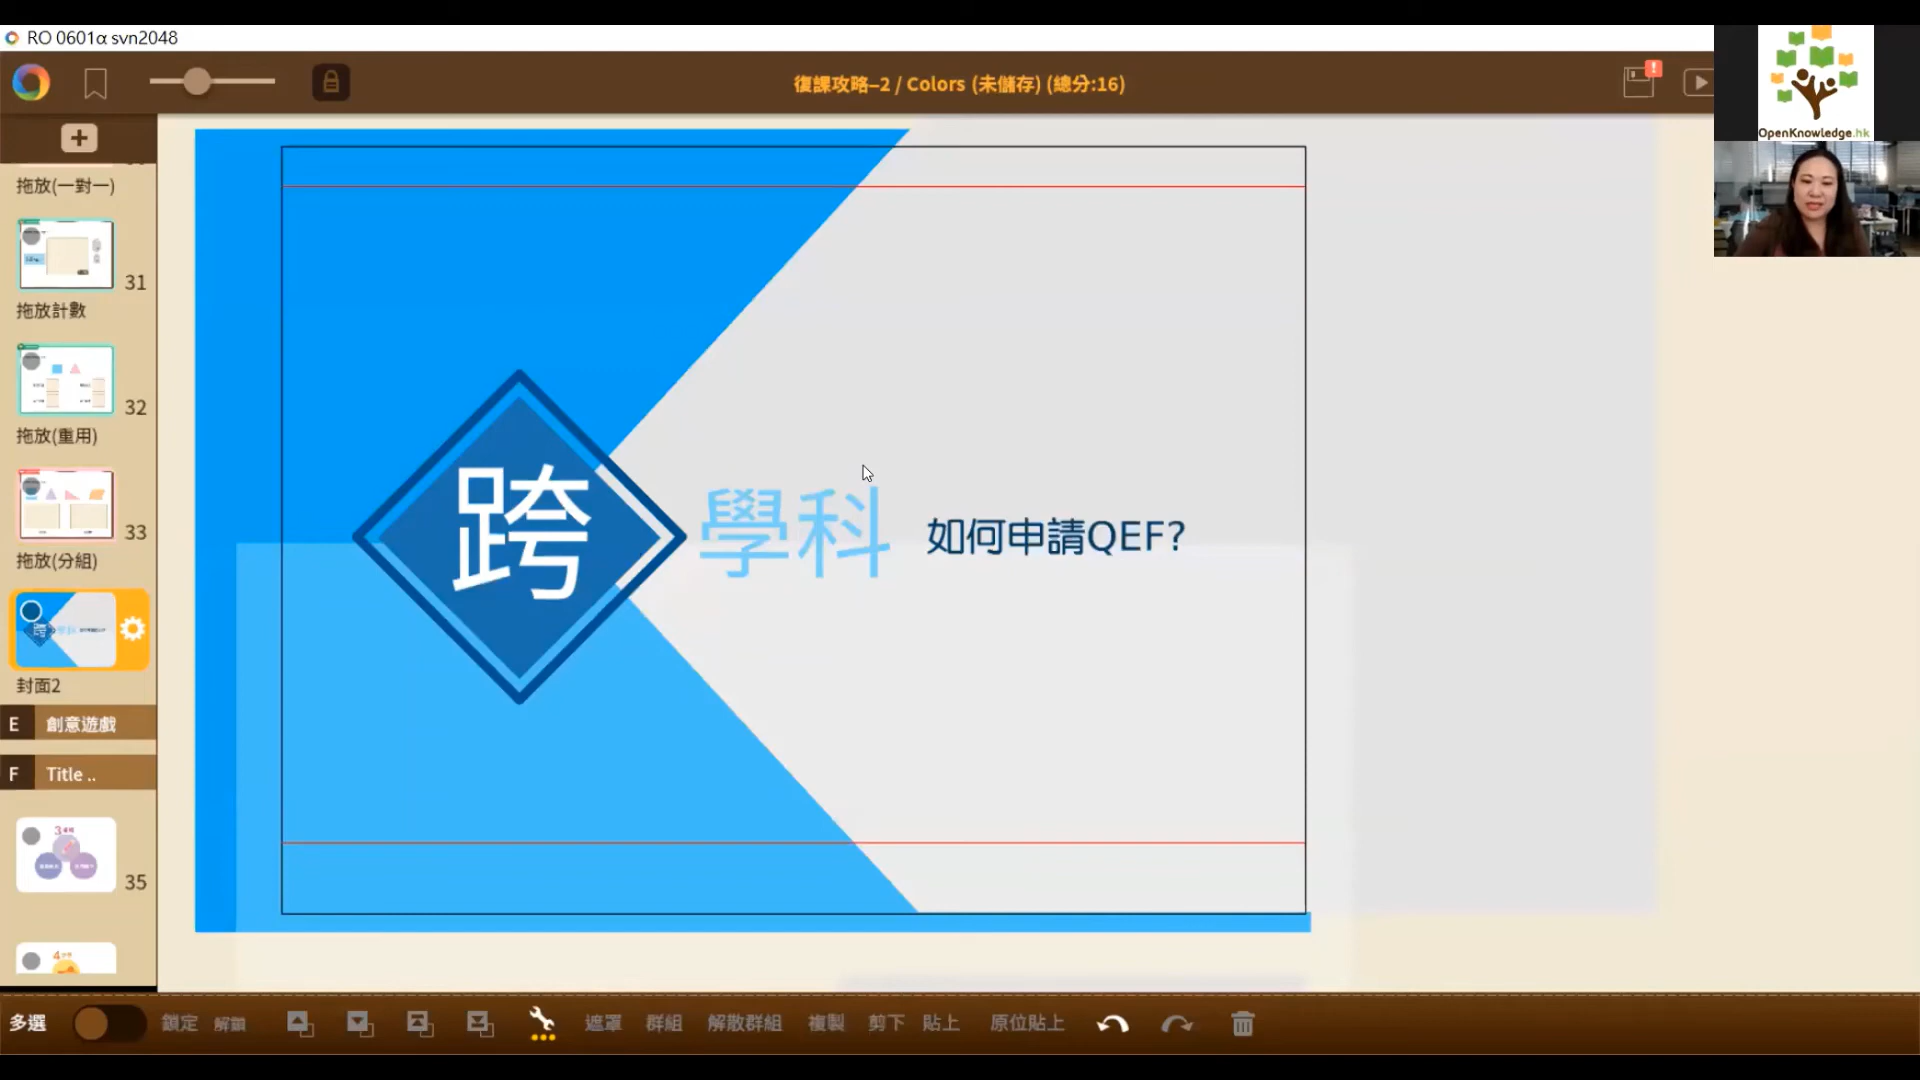 RO 0601α svn2048
復課攻略–2 / Colors (未儲存) (總分:16)
OpenKnowledge.hk
拖放(一對一)
31
拖放計數
32
拖放(重用)
33
拖放(分組)
封面2
E 創意遊戲
F Title ..
35
跨
學科
如何申請QEF?
多選
鎖定 解鎖
遮罩 群組 解散群組 複製 剪下 貼上 原位貼上